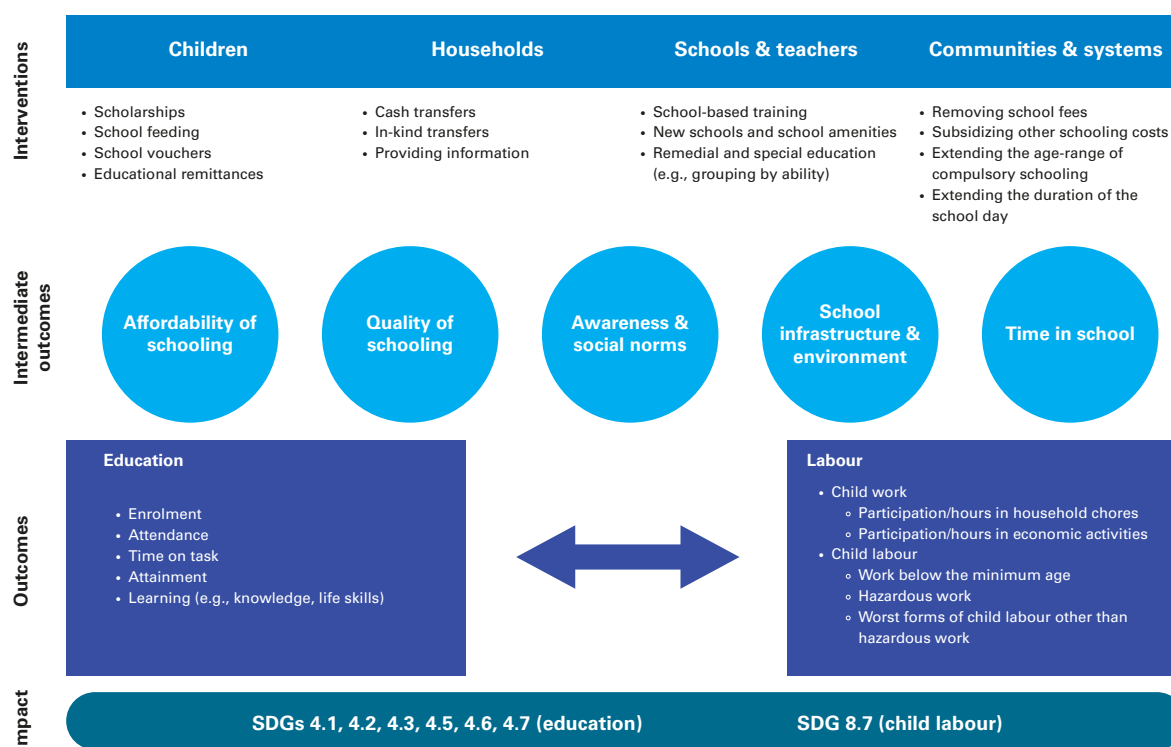 Interventions
Children
Households
Schools & teachers
Communities & systems
• Scholarships
• School feeding
• School vouchers
• Educational remittances
• Cash transfers
• In-kind transfers
• Providing information
• School-based training
• New schools and school amenities
• Remedial and special education
(e.g., grouping by ability)
• Removing school fees
• Subsidizing other schooling costs
• Extending the age-range of
compulsory schooling
• Extending the duration of the
school day
Intermediate
outcomes
Affordability of
schooling
Quality of
schooling
Awareness &
social norms
School
infrastructure &
environment
Time in school
Outcomes
Education
• Enrolment
• Attendance
• Time on task
• Attainment
• Learning (e.g., knowledge, life skills)
Labour
• Child work
∘ Participation/hours in household chores
∘ Participation/hours in economic activities
• Child labour
∘ Work below the minimum age
∘ Hazardous work
∘ Worst forms of child labour other than
hazardous work
mpact
SDGs 4.1, 4.2, 4.3, 4.5, 4.6, 4.7 (education)
SDG 8.7 (child labour)